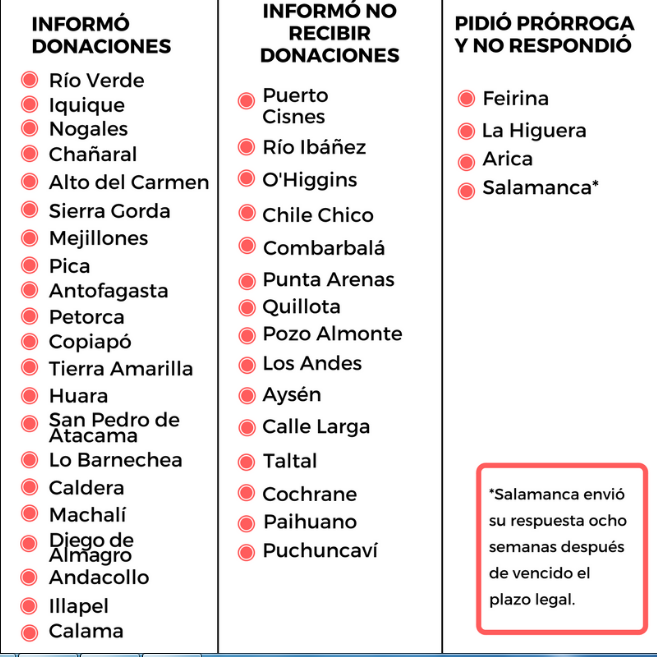 INFORMÓ
DONACIONES
Río Verde
Iquique
Nogales
Chañaral
Alto del Carmen
Sierra Gorda
Mejillones
Pica
Antofagasta
Petorca
Copiapó
Tierra Amarilla
Huara
San Pedro de
Atacama
Lo Barnechea
Caldera
Machalí
Diego de
Almagro
Andacollo
Illapel
Calama
INFORMÓ NO
RECIBIR
DONACIONES
Puerto
Cisnes
Río Ibáñez
O'Higgins
Chile Chico
Combarbalá
Punta Arenas
Quillota
Pozo Almonte
Los Andes
Aysén
Calle Larga
Taltal
Cochrane
Paihuano
Puchuncaví
PIDIÓ PRÓRROGA
Y NO RESPONDIÓ
Feirina
La Higuera
Arica
Salamanca*
*Salamanca envió
su respuesta ocho
semanas después
de vencido el
plazo legal.